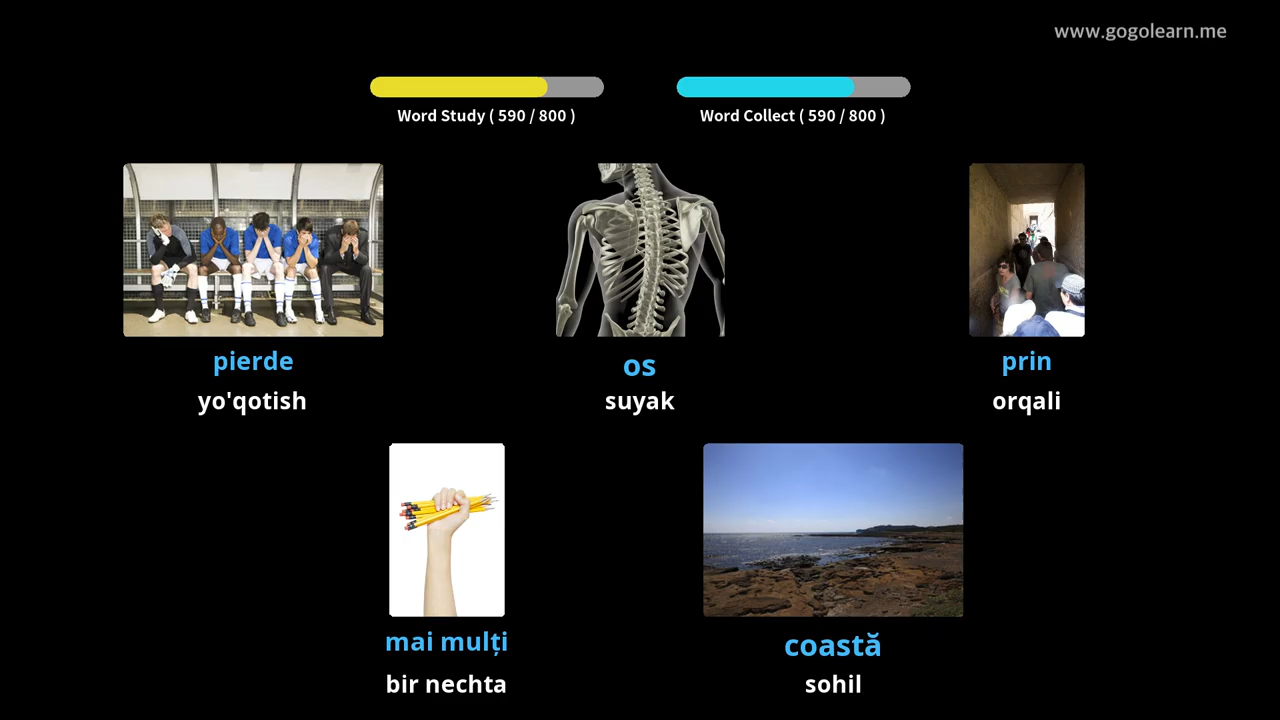 www.gogolearn.me
Word Study ( 590 / 800 )
Word Collect ( 590 / 800 )
pierde
yo'qotish
os
suyak
prin
orqali
mai mulți
bir nechta
coastă
sohil